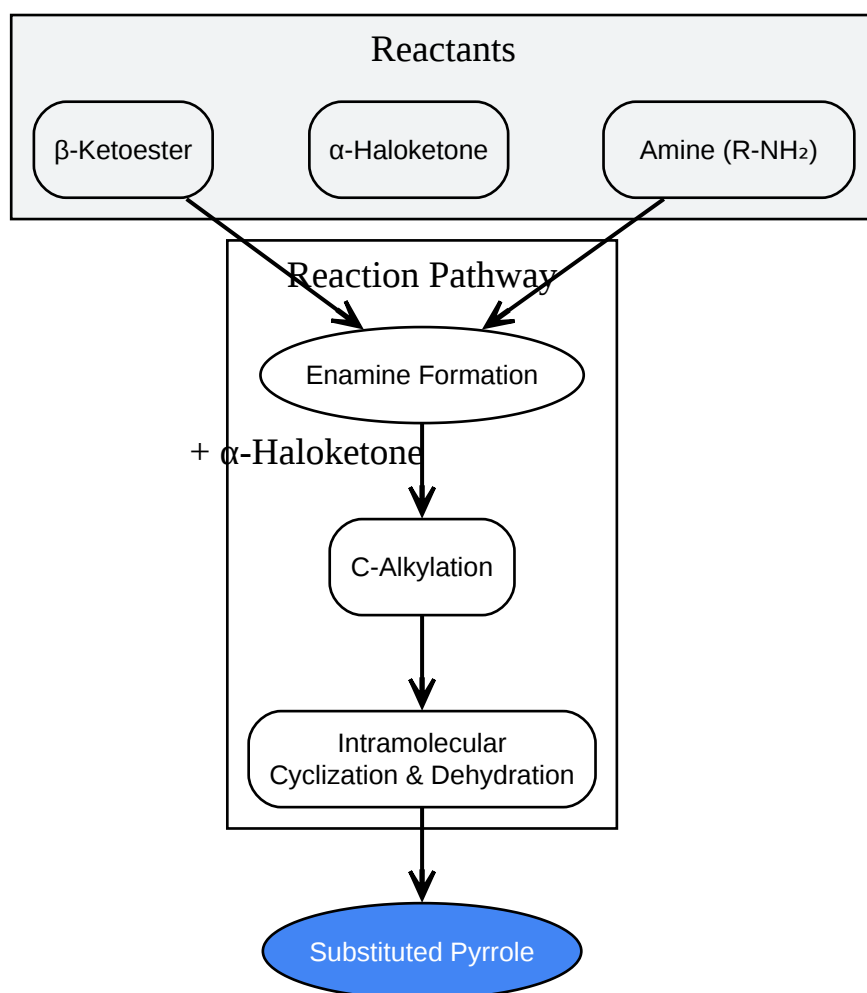 Reactants
β-Ketoester
α-Haloketone
Amine (R-NH₂)
Reaction Pathway
Enamine Formation
+ α-Haloketone
C-Alkylation
Intramolecular
Cyclization & Dehydration
Substituted Pyrrole